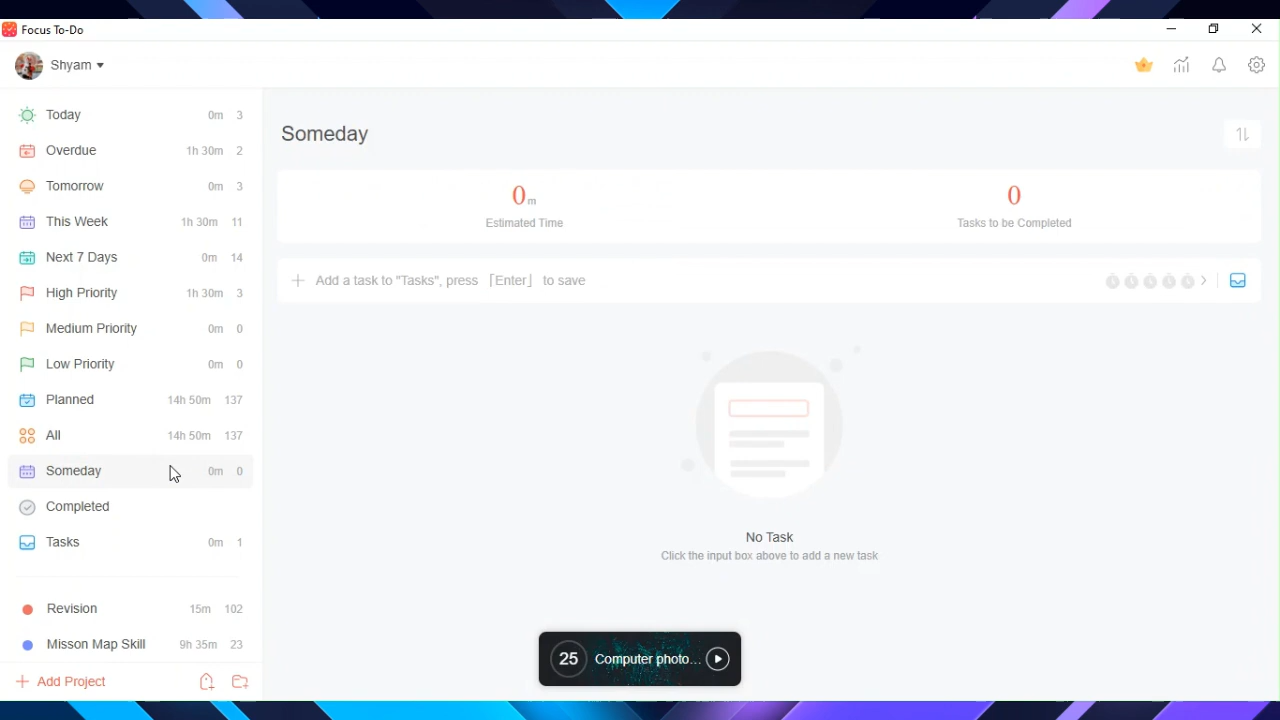 Focus To-Do
Shyam
Today 0m 3
Overdue 1h 30m 2
Tomorrow 0m 3
This Week 1h 30m 11
Next 7 Days 0m 14
High Priority 1h 30m 3
Medium Priority 0m 0
Low Priority 0m 0
Planned 14h 50m 137
All 14h 50m 137
Someday 0m 0
Completed
Tasks 0m 1
Revision 15m 102
Misson Map Skill 9h 35m 23
Add Project
Someday
0m 0
Estimated Time Tasks to be Completed
Add a task to "Tasks", press ⌈Enter⌋ to save
No Task
Click the input box above to add a new task
25 Computer photo...